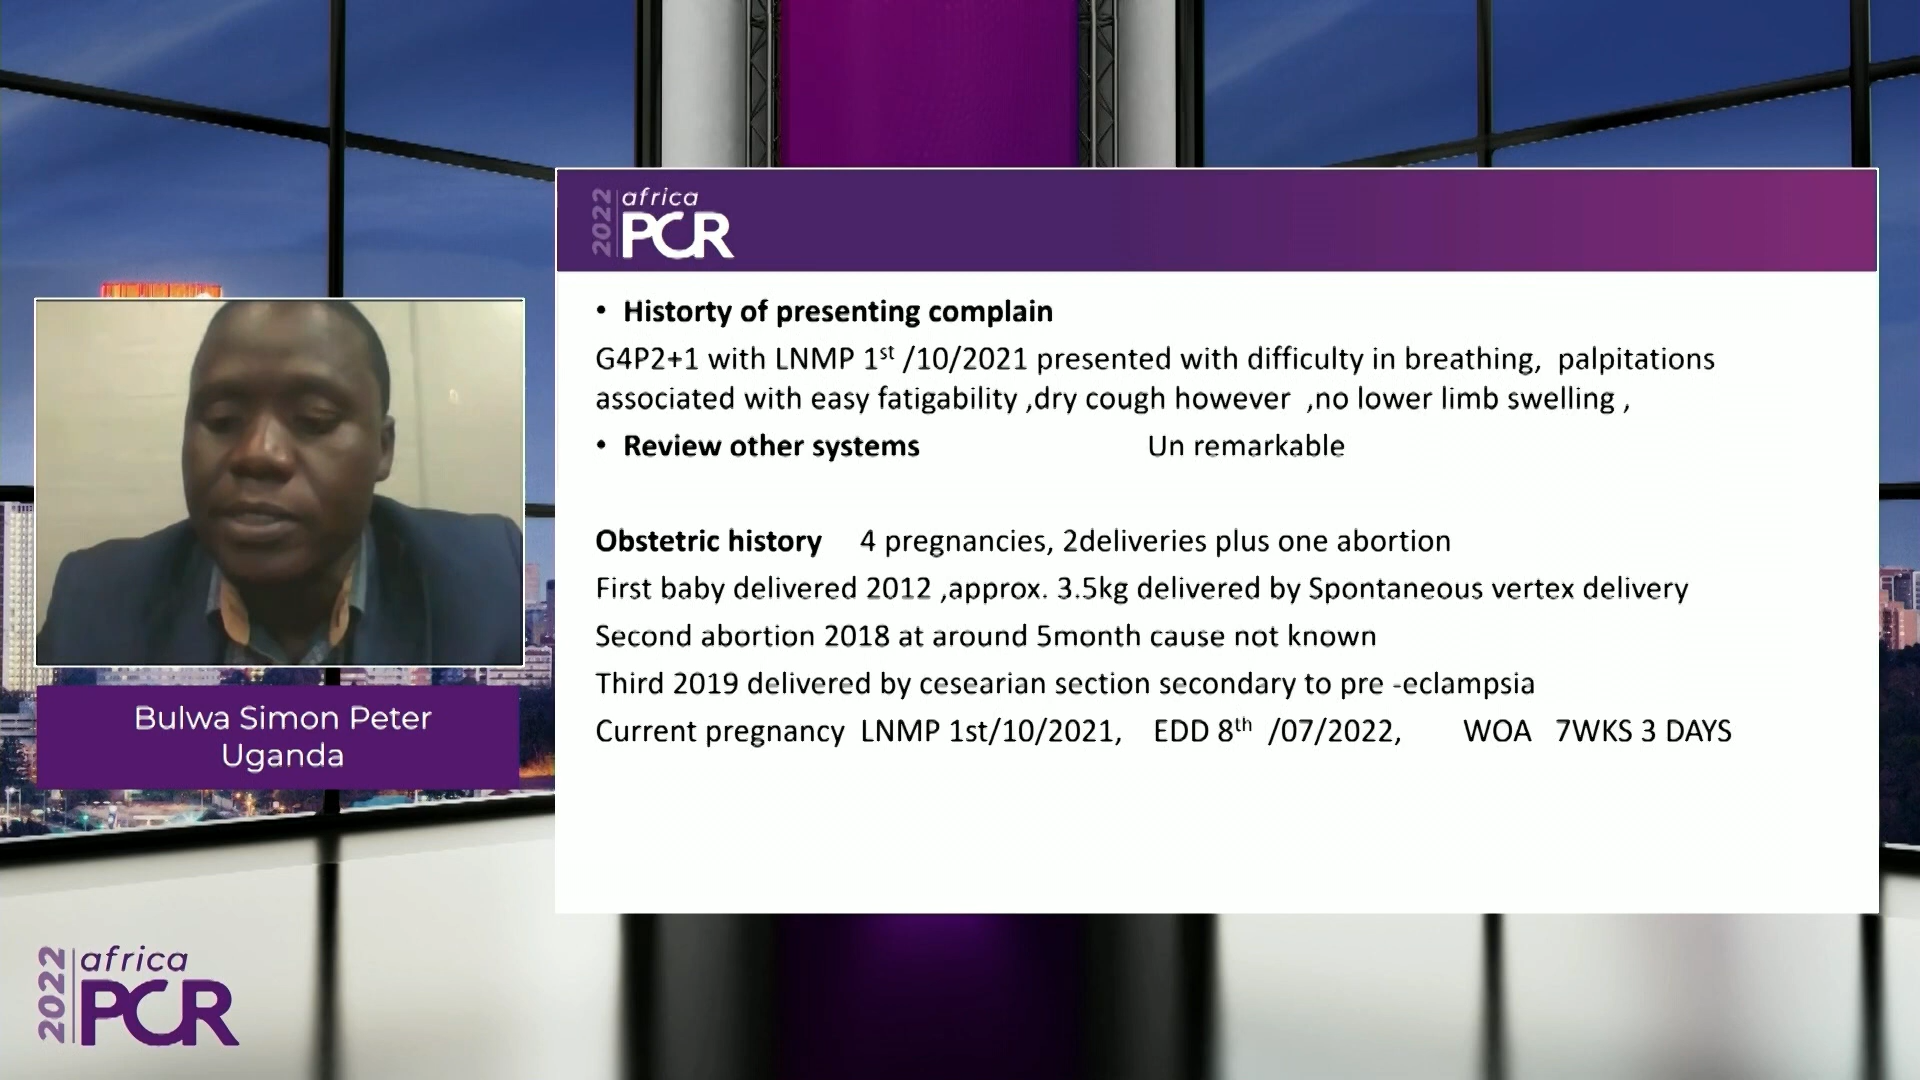 2022 africa
PCR
• Historty of presenting complain
G4P2+1 with LNMP 1st /10/2021 presented with difficulty in breathing, palpitations
associated with easy fatigability ,dry cough however ,no lower limb swelling ,
• Review other systems Un remarkable
Obstetric history 4 pregnancies, 2deliveries plus one abortion
First baby delivered 2012 ,approx. 3.5kg delivered by Spontaneous vertex delivery
Second abortion 2018 at around 5month cause not known
Third 2019 delivered by cesearian section secondary to pre -eclampsia
Current pregnancy LNMP 1st/10/2021, EDD 8th /07/2022, WOA 7WKS 3 DAYS
Bulwa Simon Peter
Uganda
2022 africa
PCR